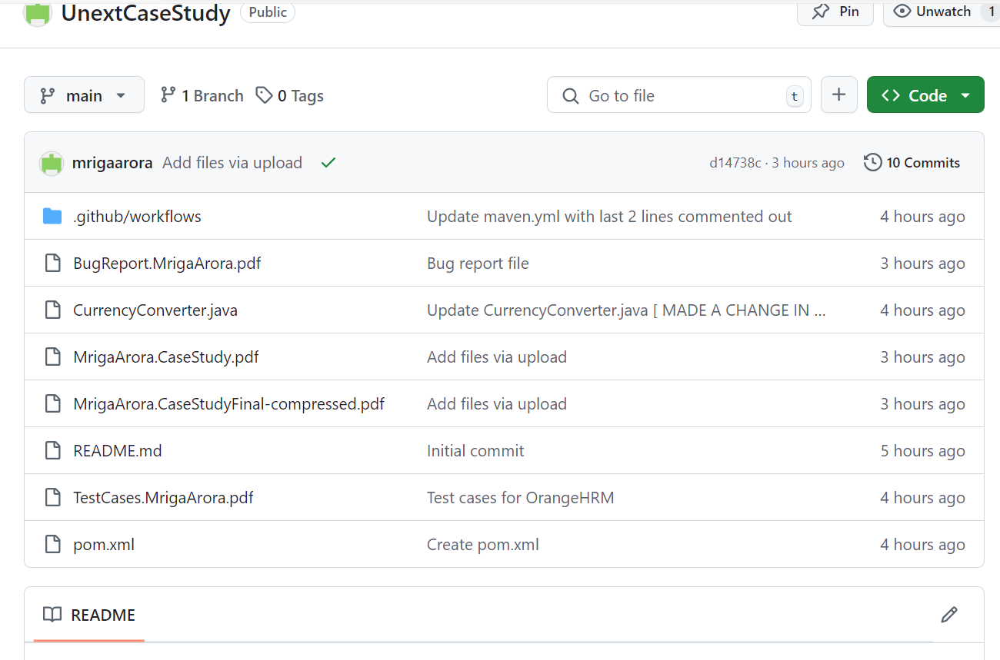 UnextCaseStudy Public Pin Unwatch 1
main 1 Branch 0 Tags Go to file t + Code
mrigaarora Add files via upload d14738c · 3 hours ago 10 Commits
.github/workflows Update maven.yml with last 2 lines commented out 4 hours ago
BugReport.MrigaArora.pdf Bug report file 3 hours ago
CurrencyConverter.java Update CurrencyConverter.java [ MADE A CHANGE IN ... 4 hours ago
MrigaArora.CaseStudy.pdf Add files via upload 3 hours ago
MrigaArora.CaseStudyFinal-compressed.pdf Add files via upload 3 hours ago
README.md Initial commit 5 hours ago
TestCases.MrigaArora.pdf Test cases for OrangeHRM 4 hours ago
pom.xml Create pom.xml 4 hours ago
README